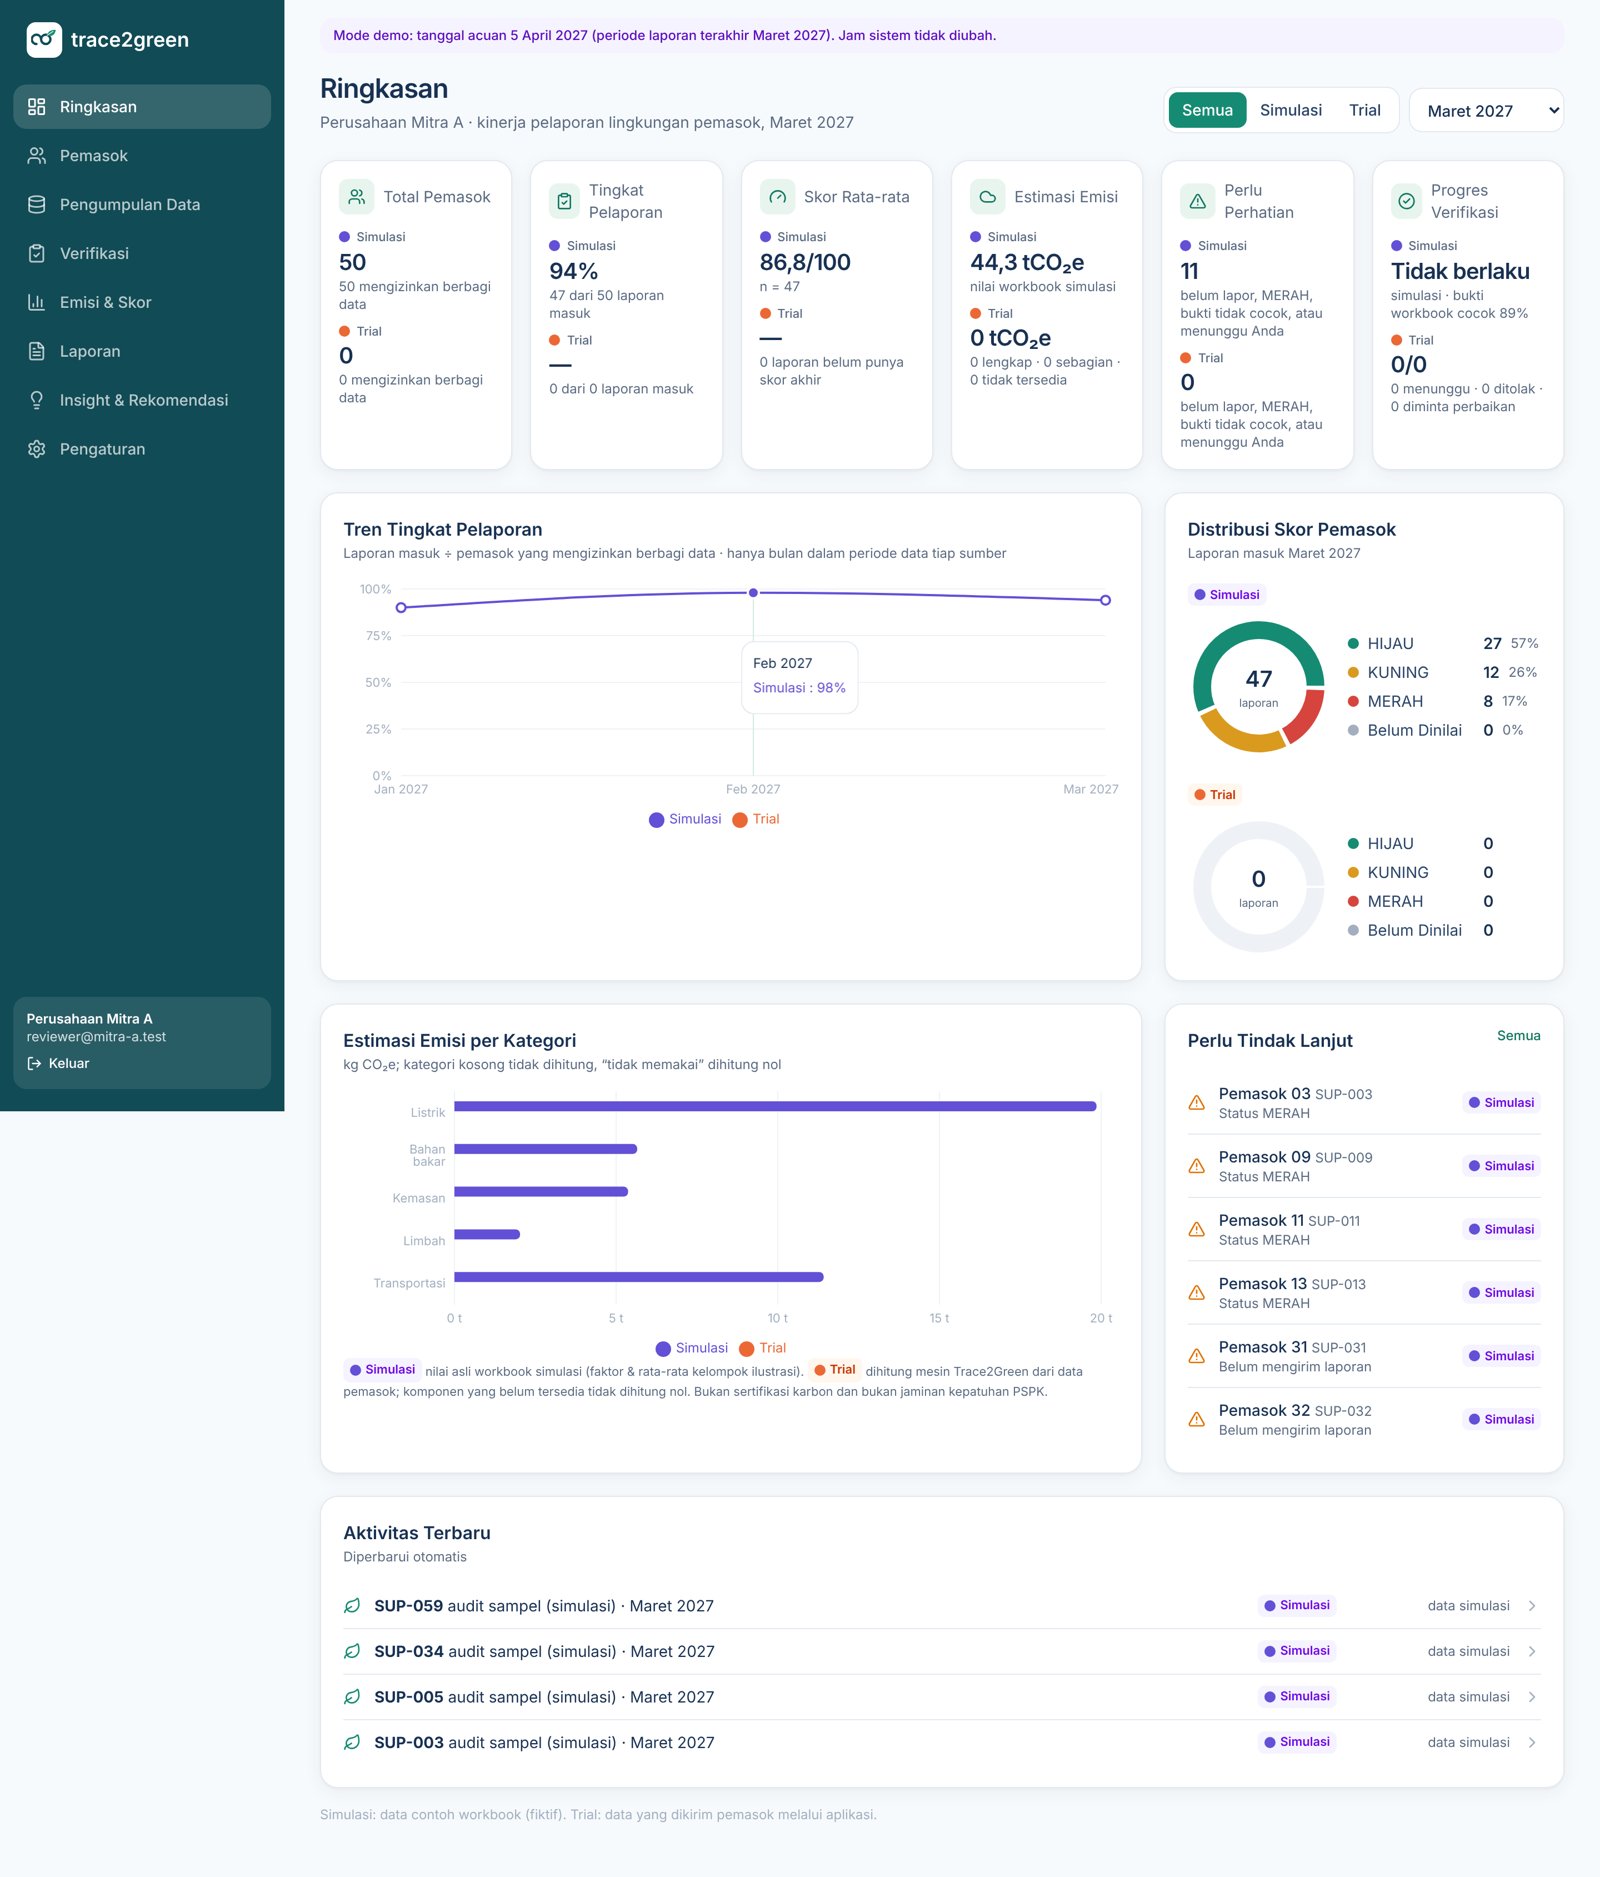 trace2green
Ringkasan
Pemasok
Pengumpulan Data
Verifikasi
Emisi & Skor
Laporan
Insight & Rekomendasi
Pengaturan
Perusahaan Mitra A
reviewer@mitra-a.test
Keluar
Mode demo: tanggal acuan 5 April 2027 (periode laporan terakhir Maret 2027). Jam sistem tidak diubah.
Ringkasan
Perusahaan Mitra A · kinerja pelaporan lingkungan pemasok, Maret 2027
Semua Simulasi Trial
Maret 2027
Total Pemasok
Simulasi
50
50 mengizinkan berbagi
data
Trial
0
0 mengizinkan berbagi
data
Tingkat
Pelaporan
Simulasi
94%
47 dari 50 laporan
masuk
Trial
—
0 dari 0 laporan masuk
Skor Rata-rata
Simulasi
86,8/100
n = 47
Trial
—
0 laporan belum punya
skor akhir
Estimasi Emisi
Simulasi
44,3 tCO₂e
nilai workbook simulasi
Trial
0 tCO₂e
0 lengkap · 0 sebagian ·
0 tidak tersedia
Perlu
Perhatian
Simulasi
11
belum lapor, MERAH,
bukti tidak cocok, atau
menunggu Anda
Trial
0
belum lapor, MERAH,
bukti tidak cocok, atau
menunggu Anda
Progres
Verifikasi
Simulasi
Tidak berlaku
simulasi · bukti
workbook cocok 89%
Trial
0/0
0 menunggu · 0 ditolak ·
0 diminta perbaikan
Tren Tingkat Pelaporan
Laporan masuk ÷ pemasok yang mengizinkan berbagi data · hanya bulan dalam periode data tiap sumber
100%
75%
50%
25%
0%
Feb 2027
Simulasi : 98%
Jan 2027 Feb 2027 Mar 2027
Simulasi Trial
Distribusi Skor Pemasok
Laporan masuk Maret 2027
Simulasi
47
laporan
HIJAU 27 57%
KUNING 12 26%
MERAH 8 17%
Belum Dinilai 0 0%
Trial
0
laporan
HIJAU 0
KUNING 0
MERAH 0
Belum Dinilai 0
Estimasi Emisi per Kategori
kg CO₂e; kategori kosong tidak dihitung, “tidak memakai” dihitung nol
Listrik
Bahan
bakar
Kemasan
Limbah
Transportasi
0 t 5 t 10 t 15 t 20 t
Simulasi Trial
Simulasi nilai asli workbook simulasi (faktor & rata-rata kelompok ilustrasi). Trial dihitung mesin Trace2Green dari data
pemasok; komponen yang belum tersedia tidak dihitung nol. Bukan sertifikasi karbon dan bukan jaminan kepatuhan PSPK.
Perlu Tindak Lanjut Semua
Pemasok 03 SUP-003
Status MERAH
Simulasi
Pemasok 09 SUP-009
Status MERAH
Simulasi
Pemasok 11 SUP-011
Status MERAH
Simulasi
Pemasok 13 SUP-013
Status MERAH
Simulasi
Pemasok 31 SUP-031
Belum mengirim laporan
Simulasi
Pemasok 32 SUP-032
Belum mengirim laporan
Simulasi
Aktivitas Terbaru
Diperbarui otomatis
SUP-059 audit sampel (simulasi) · Maret 2027 Simulasi data simulasi
SUP-034 audit sampel (simulasi) · Maret 2027 Simulasi data simulasi
SUP-005 audit sampel (simulasi) · Maret 2027 Simulasi data simulasi
SUP-003 audit sampel (simulasi) · Maret 2027 Simulasi data simulasi
Simulasi: data contoh workbook (fiktif). Trial: data yang dikirim pemasok melalui aplikasi.